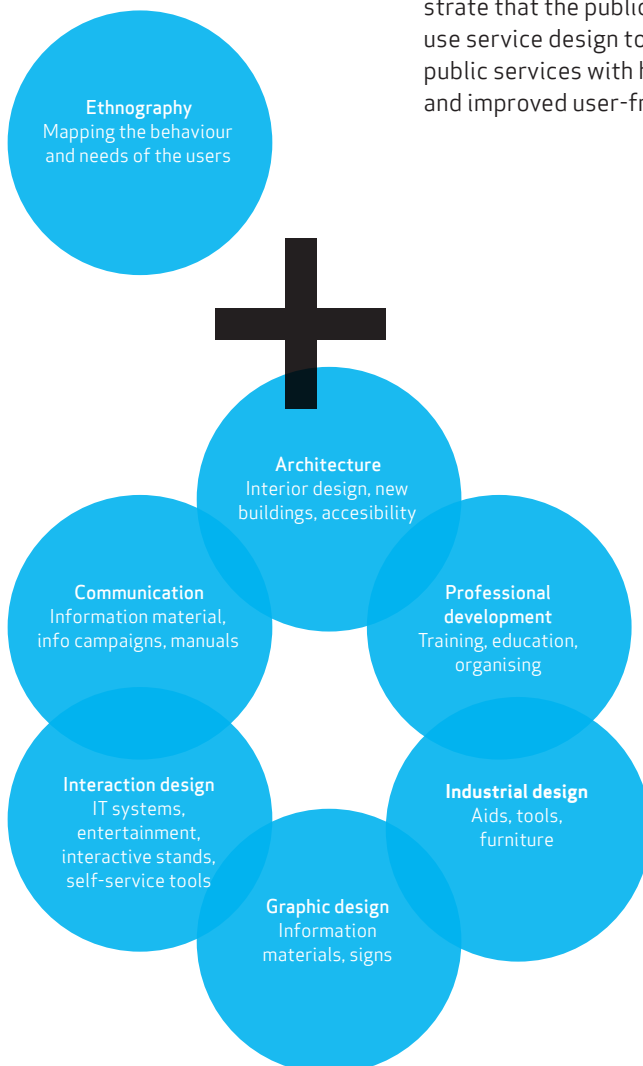 strate that the public
use service design to
public services with
and improved
Ethnography
Mapping the behaviour
and needs of the users
Architecture
Interior design, new
buildings, accesibility
Communication
Information material,
info campaigns, manuals
Professional
development
Training, education,
organising
Interaction design
IT systems,
entertainment,
interactive stands,
self-service tools
Industrial design
Aids, tools,
furniture
Graphic design
Information
materials, signs